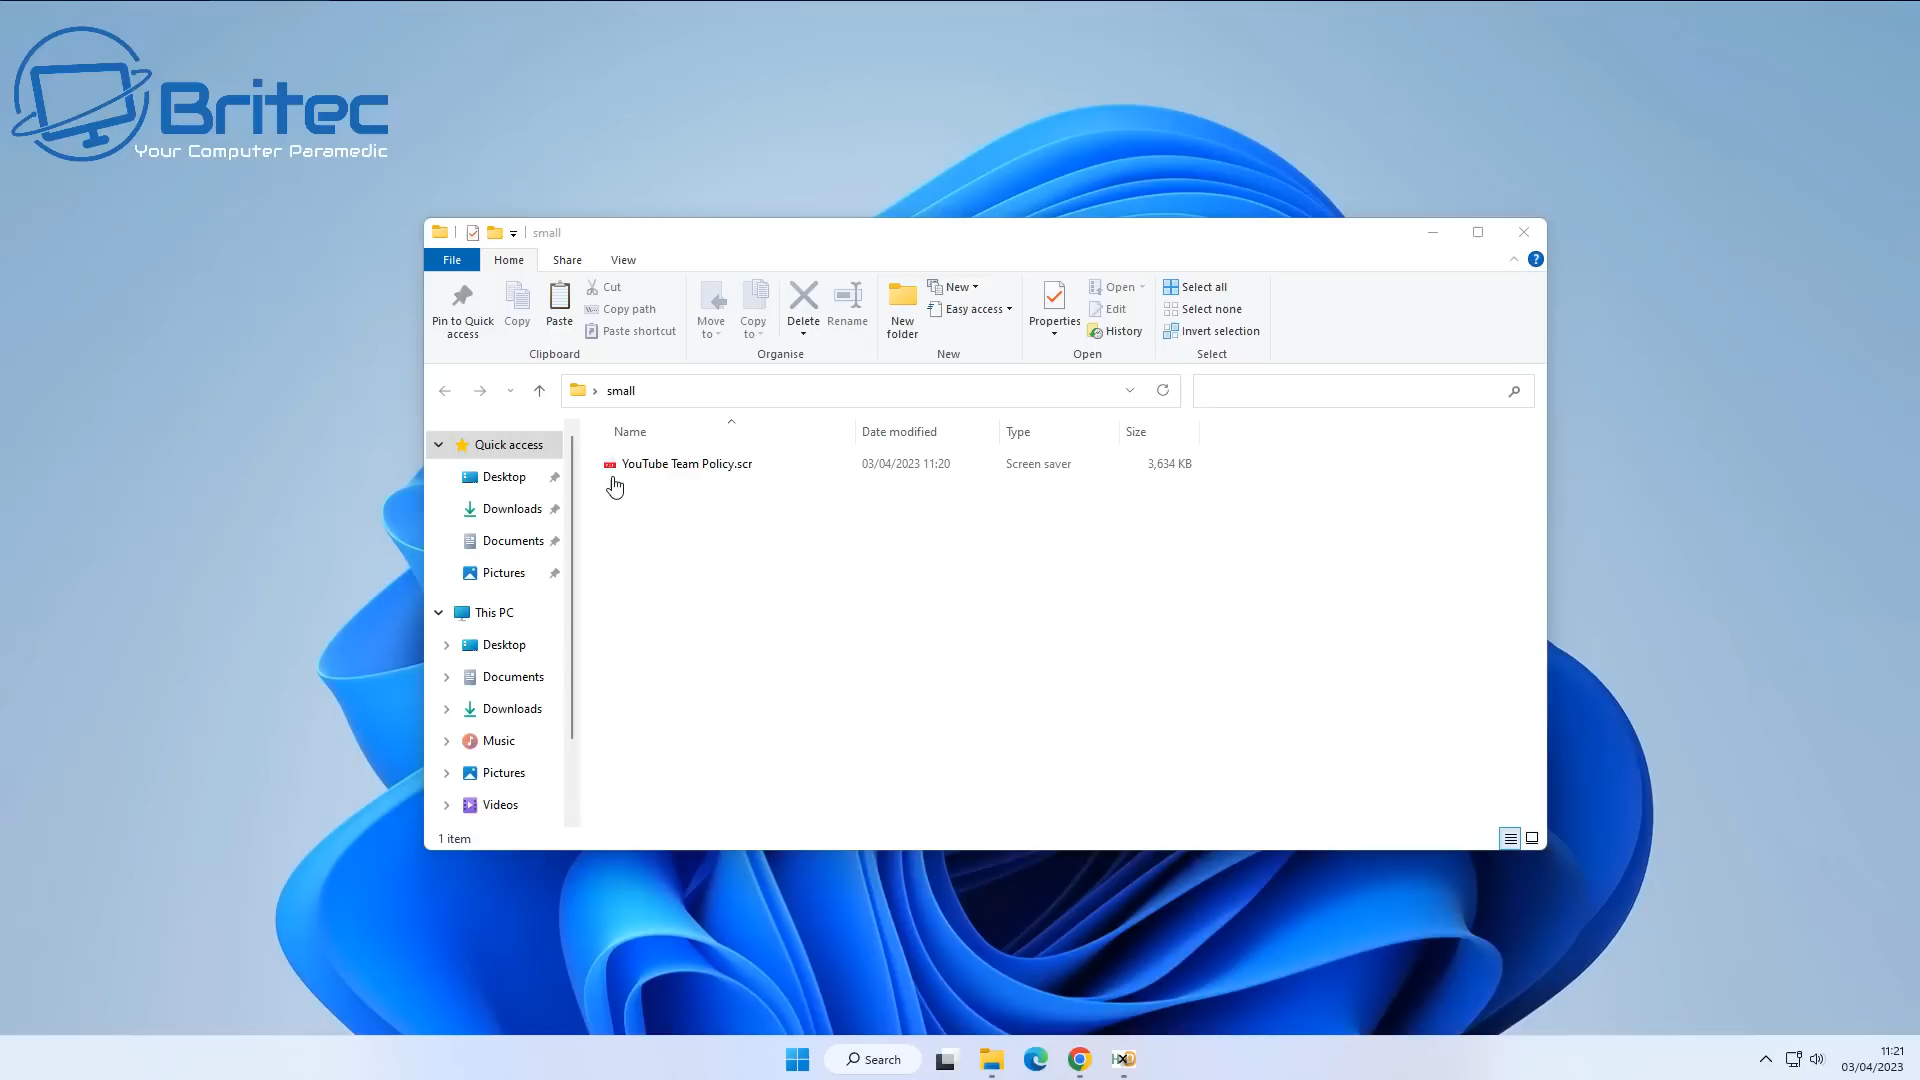 Britec
Your Computer Paramedic
small
File Home Share View
Pin to Quick access
Copy
Paste
Cut
Copy path
Paste shortcut
Clipboard
Move to
Copy to
Delete
Rename
Organise
New folder
New
Easy access
New
Properties
Open
Edit
History
Open
Select all
Select none
Invert selection
Select
small
Name Date modified Type Size
YouTube Team Policy.scr 03/04/2023 11:20 Screen saver 3,634 KB
Quick access
Desktop
Downloads
Documents
Pictures
This PC
Desktop
Documents
Downloads
Music
Pictures
Videos
1 item
Search
11:21
03/04/2023